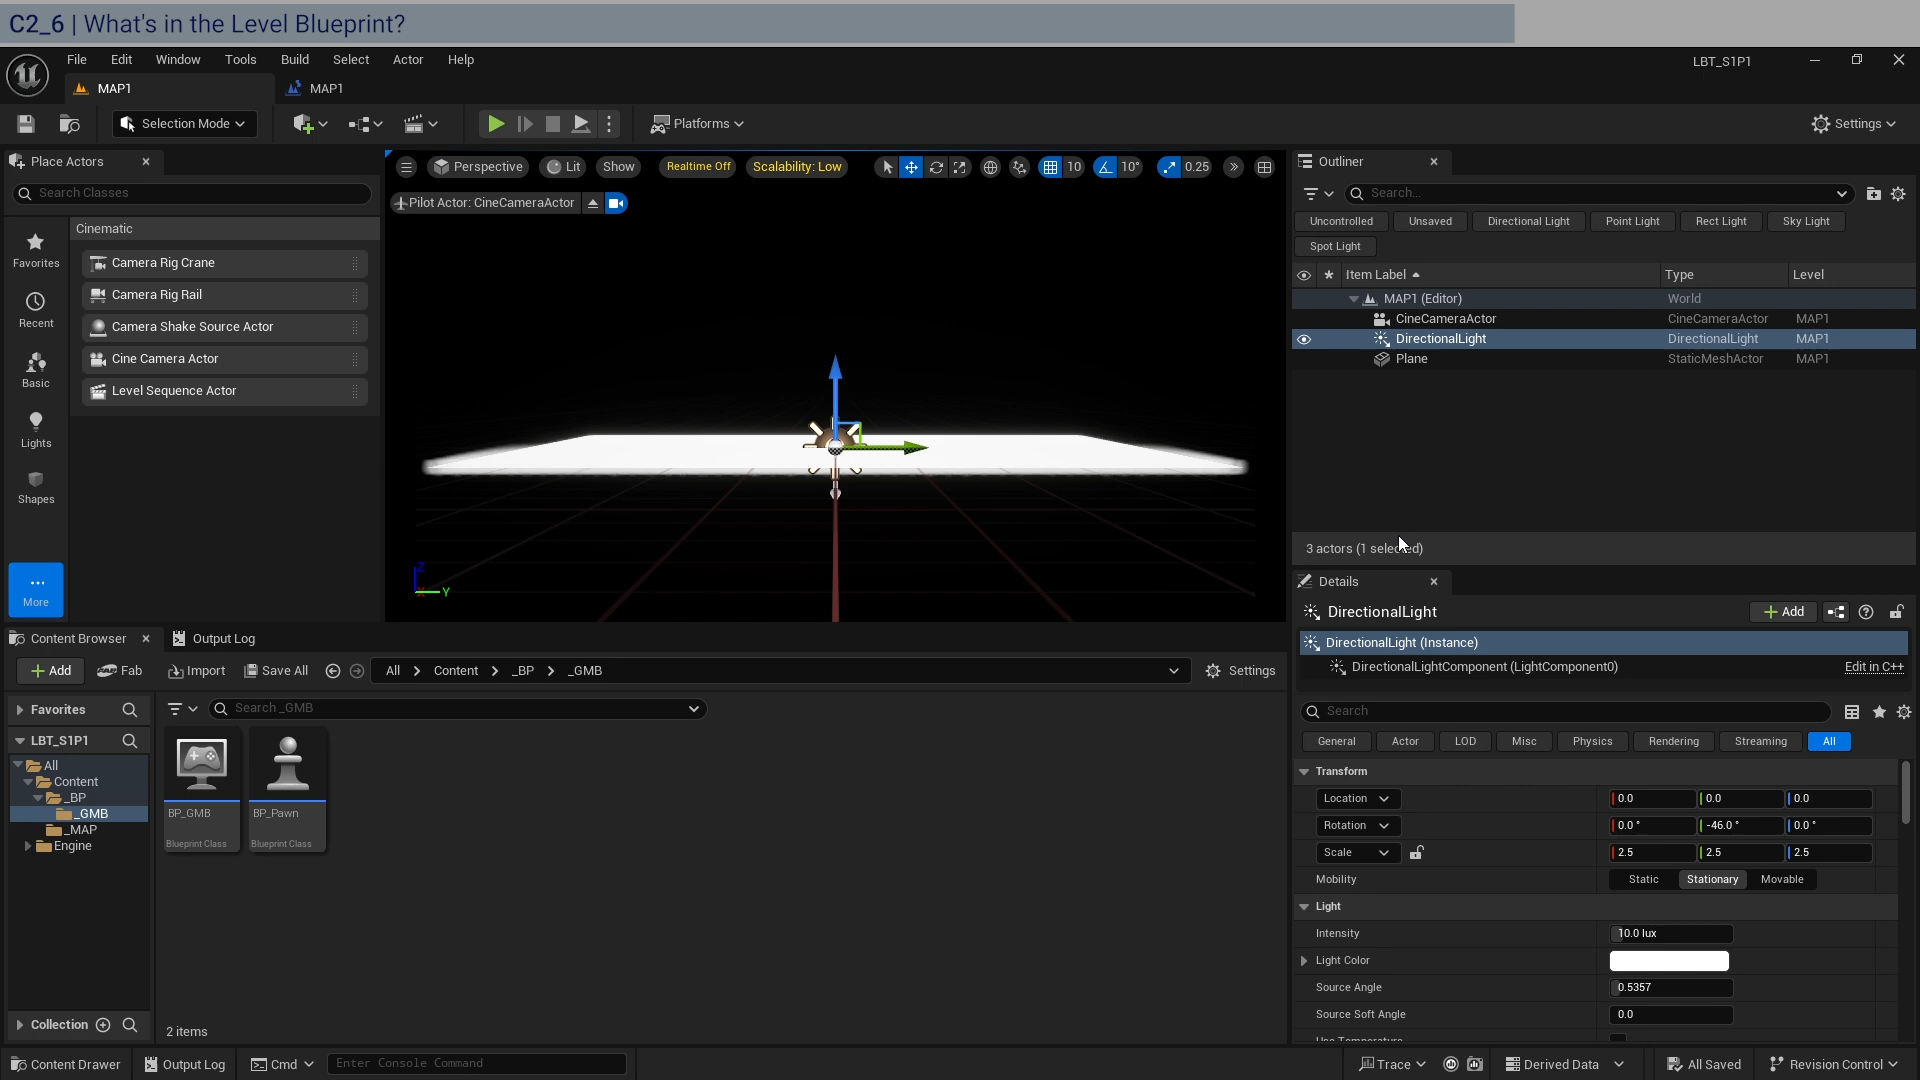 C2_6 | What's in the Level Blueprint?
File Edit Window Tools Build Select Actor Help
LBT_S1P1
MAP1
MAP1
Selection Mode
Platforms
Settings
Place Actors
Search Classes
Cinematic
Favorites
Recent
Basic
Lights
Shapes
More
Camera Rig Crane
Camera Rig Rail
Camera Shake Source Actor
Cine Camera Actor
Level Sequence Actor
Perspective Lit Show Realtime Off Scalability: Low 10 10° 0.25
Pilot Actor: CineCameraActor
Z
X Y
Outliner
Search...
Uncontrolled Unsaved Directional Light Point Light Rect Light Sky Light
Spot Light
Item Label Type Level
MAP1 (Editor) World
CineCameraActor CineCameraActor MAP1
DirectionalLight DirectionalLight MAP1
Plane StaticMeshActor MAP1
3 actors (1 selected)
Details
DirectionalLight
Add
DirectionalLight (Instance)
DirectionalLightComponent (LightComponent0) Edit in C++
Search
General Actor LOD Misc Physics Rendering Streaming All
Transform
Location 0.0 0.0 0.0
Rotation 0.0 ° -46.0 ° 0.0 °
Scale 2.5 2.5 2.5
Mobility Static Stationary Movable
Light
Intensity 10.0 lux
Light Color
Source Angle 0.5357
Source Soft Angle 0.0
Use Temperature
Content Browser Output Log
Add Fab Import Save All All Content _BP _GMB Settings
Favorites
LBT_S1P1
All
Content
_BP
_GMB
_MAP
Engine
Collection
Search _GMB
BP_GMB
Blueprint Class
BP_Pawn
Blueprint Class
2 items
Content Drawer Output Log Cmd Enter Console Command Trace Derived Data All Saved Revision Control